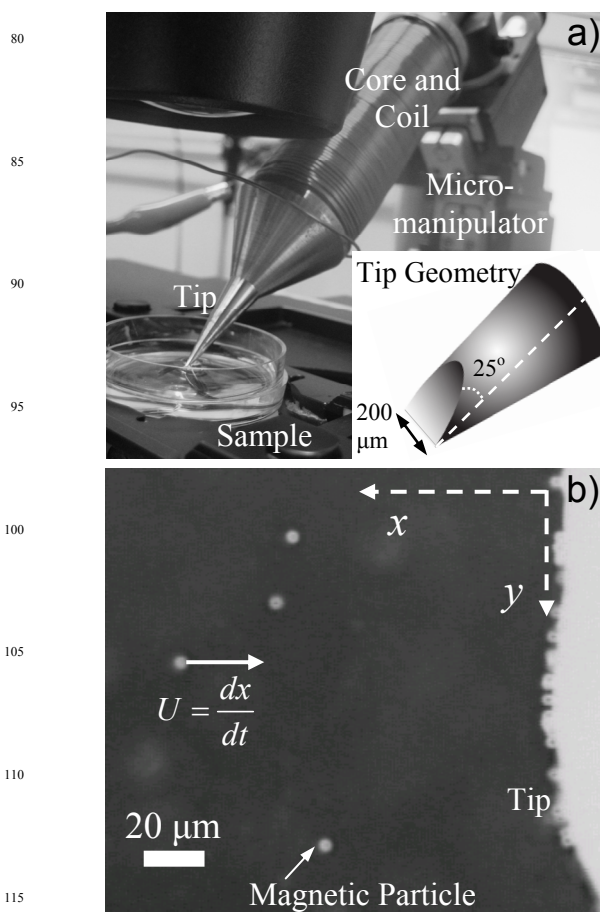 80
85
90
95
100
105
110
115
a)
Core and
Coil
Micro-
manipulator
Tip
Sample
Tip Geometry
25°
200
μm
b)
x
y
U = dx/dt
20 μm
Tip
Magnetic Particle